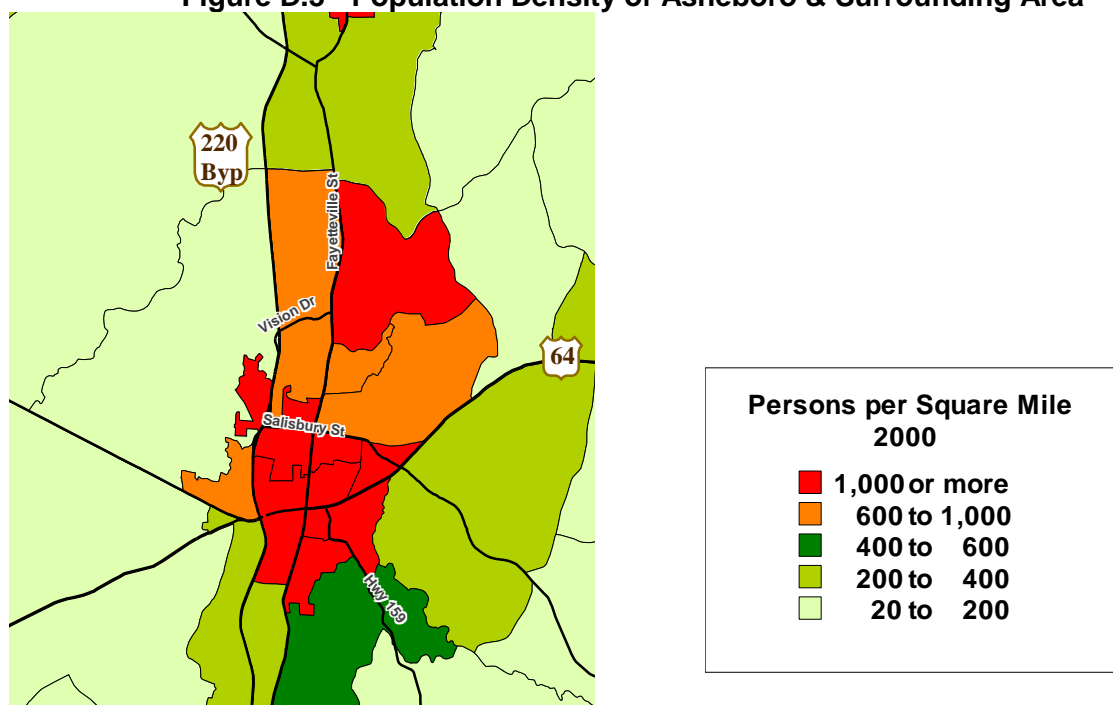 Figure D.3 - Population Density of Asheboro & Surrounding Area
220
Byp
Fayetteville St
Vision Dr
64
Salisbury St
Hwy 159
Persons per Square Mile
2000
1,000 or more
600 to 1,000
400 to 600
200 to 400
20 to 200